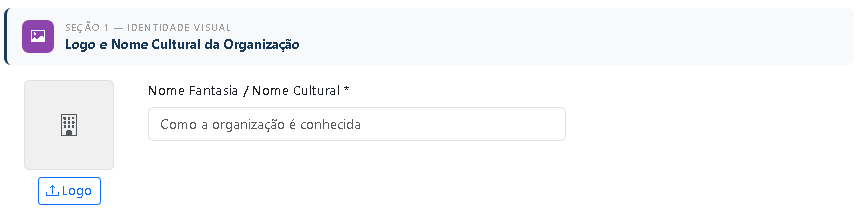 SEÇÃO 1 — IDENTIDADE VISUAL
Logo e Nome Cultural da Organização
Nome Fantasia / Nome Cultural *
Como a organização é conhecida
Logo